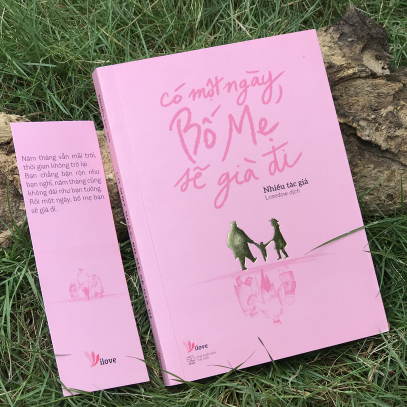 Năm tháng vẫn mãi trôi,
thời gian không trở lại.
Bạn chẳng bận rộn như
bạn nghĩ, năm tháng cũng
không dài như bạn tưởng.
Rồi một ngày, bố mẹ bạn
sẽ già đi.
ilove
có một ngày,
Bố Mẹ
sẽ già đi
Nhiều tác giả
Losedow dịch
ilove